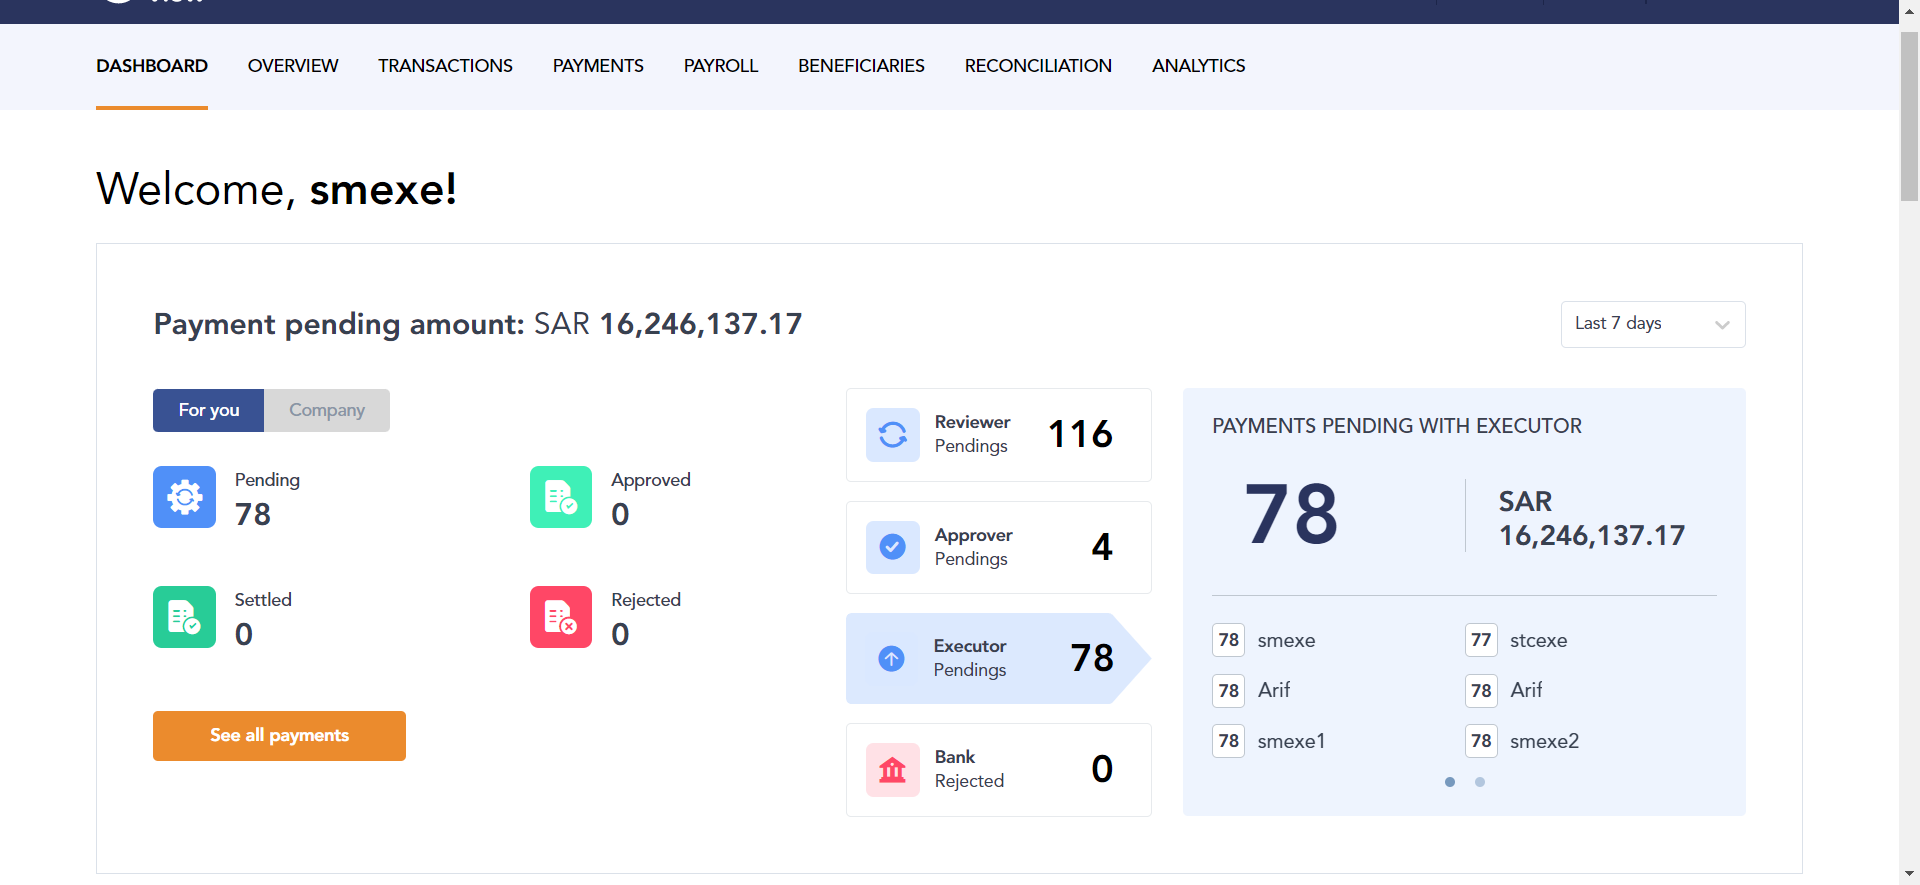 DASHBOARD OVERVIEW TRANSACTIONS PAYMENTS PAYROLL BENEFICIARIES RECONCILIATION ANALYTICS
Welcome, smexe!
Payment pending amount: SAR 16,246,137.17
Last 7 days
For you Company
Pending
78
Approved
0
Settled
0
Rejected
0
See all payments
Reviewer
Pendings
116
Approver
Pendings
4
Executor
Pendings
78
Bank
Rejected
0
PAYMENTS PENDING WITH EXECUTOR
78
SAR
16,246,137.17
78 smexe
77 stcexe
78 Arif
78 Arif
78 smexe1
78 smexe2